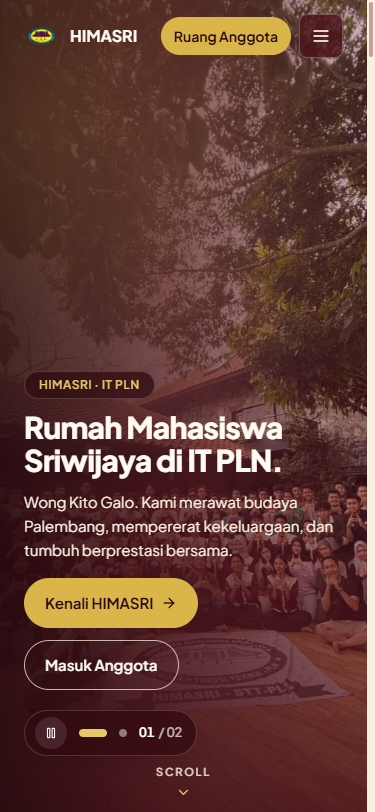 HIMASRI
Ruang Anggota
HIMASRI · IT PLN
Rumah Mahasiswa
Sriwijaya di IT PLN.
Wong Kito Galo. Kami merawat budaya
Palembang, mempererat kekeluargaan, dan
tumbuh berprestasi bersama.
Kenali HIMASRI →
Masuk Anggota
HIMASRI - STT-PLN
01 / 02
SCROLL